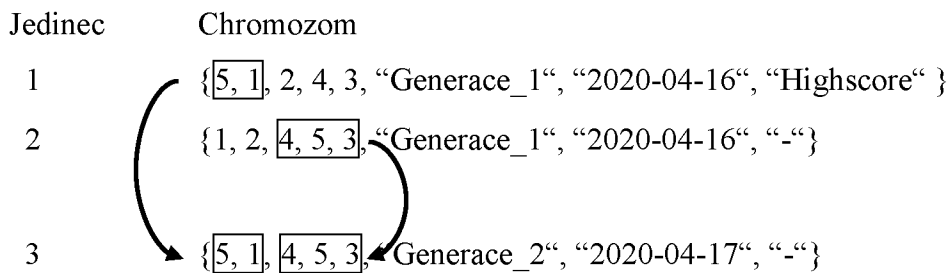 Jedinec Chromozom
1 {5, 1, 2, 4, 3, “Generace_1“, “2020-04-16“, “Highscore“ }
2 {1, 2, 4, 5, 3, “Generace_1“, “2020-04-16“, “-“}
3 {5, 1, 4, 5, 3, “Generace_2“, “2020-04-17“, “-“}